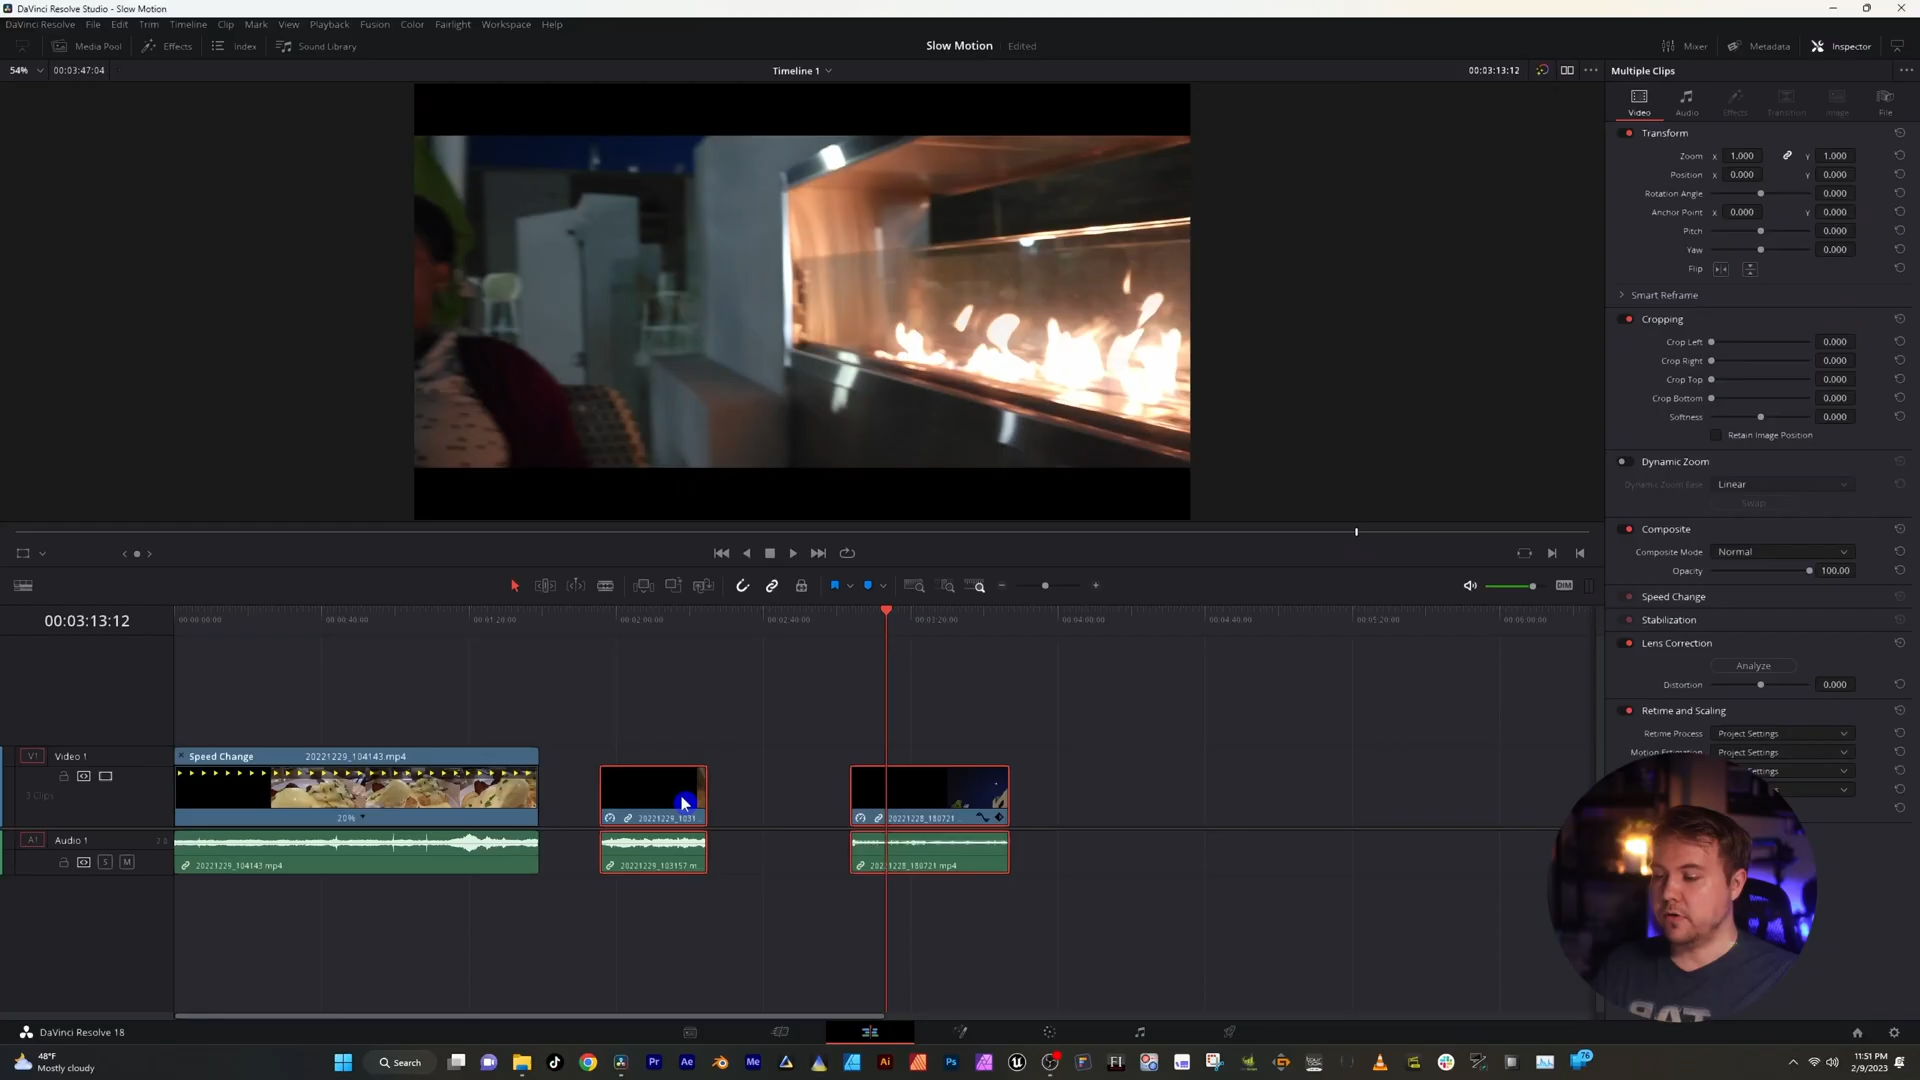 DaVinci Resolve Studio - Slow Motion
DaVinci Resolve File Edit Trim Timeline Clip Mark View Playback Fusion Color Fairlight Workspace Help
Media Pool Effects Index Sound Library Slow Motion Edited Mixer Metadata Inspector
54% 00:03:47:04 Timeline 1 00:03:13:12 Multiple Clips
Video Audio Effects Transition Image File
Transform
Zoom X 1.000 Y 1.000
Position X 0.000 Y 0.000
Rotation Angle 0.000
Anchor Point X 0.000 Y 0.000
Pitch 0.000
Yaw 0.000
Flip
Smart Reframe
Cropping
Crop Left 0.000
Crop Right 0.000
Crop Top 0.000
Crop Bottom 0.000
Softness 0.000
Retain Image Position
Dynamic Zoom
Dynamic Zoom Ease Linear
Swap
Composite
Composite Mode Normal
Opacity 100.00
Speed Change
Stabilization
Lens Correction
Analyze
Distortion 0.000
Retime and Scaling
Retime Process Project Settings
Motion Estimation Project Settings
Settings
DIM
00:03:13:12
00:00:00:00 00:00:40:00 00:01:20:00 00:02:00:00 00:02:40:00 00:03:20:00 00:04:00:00 00:04:40:00 00:05:20:00 00:06:00:00
V1 Video 1
3 Clips
Speed Change 20221229_104143.mp4
20%
20221229_1031
20221228_180721
A1 Audio 1 2.0
S M
20221229_104143.mp4
20221229_103157.m
20221228_180721.mp4
DaVinci Resolve 18
48°F
Mostly cloudy
Search
Pr Ae Me Ai Ps
76
11:51 PM
2/9/2023